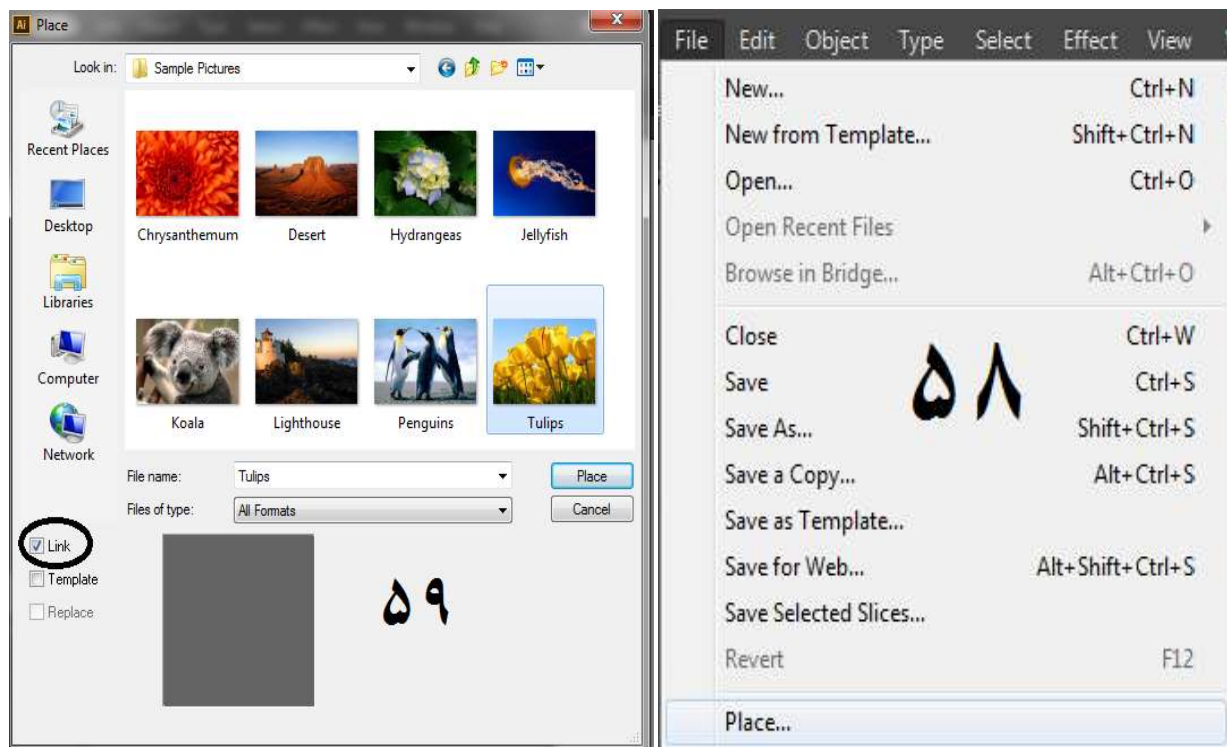 Ai Place
Look in: Sample Pictures
Recent Places
Desktop
Libraries
Computer
Network
Chrysanthemum Desert Hydrangeas Jellyfish
Koala Lighthouse Penguins Tulips
File name: Tulips Place
Files of type: All Formats Cancel
Link
Template
Replace
۵۹
File Edit Object Type Select Effect View
New... Ctrl+N
New from Template... Shift+Ctrl+N
Open... Ctrl+O
Open Recent Files
Browse in Bridge... Alt+Ctrl+O
Close Ctrl+W
Save Ctrl+S
Save As... Shift+Ctrl+S
Save a Copy... Alt+Ctrl+S
Save as Template...
Save for Web... Alt+Shift+Ctrl+S
Save Selected Slices...
Revert F12
Place...
۵۸